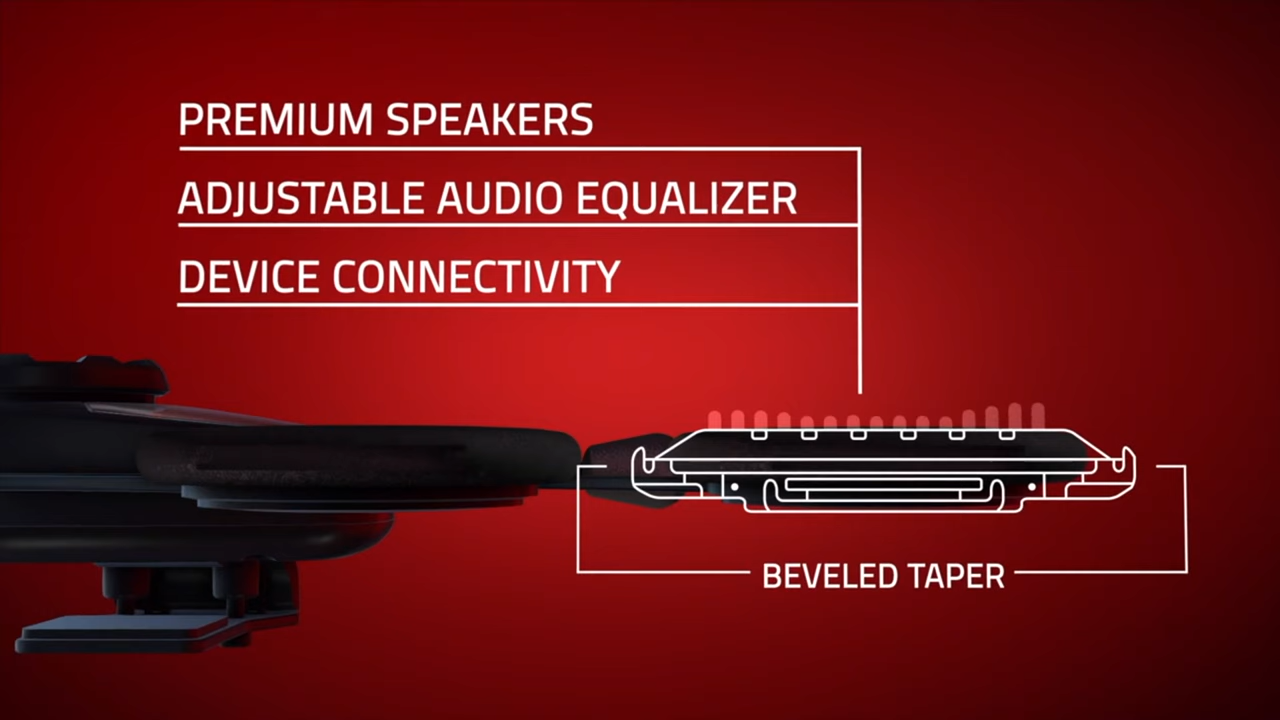 PREMIUM SPEAKERS
ADJUSTABLE AUDIO EQUALIZER
DEVICE CONNECTIVITY
BEVELED TAPER